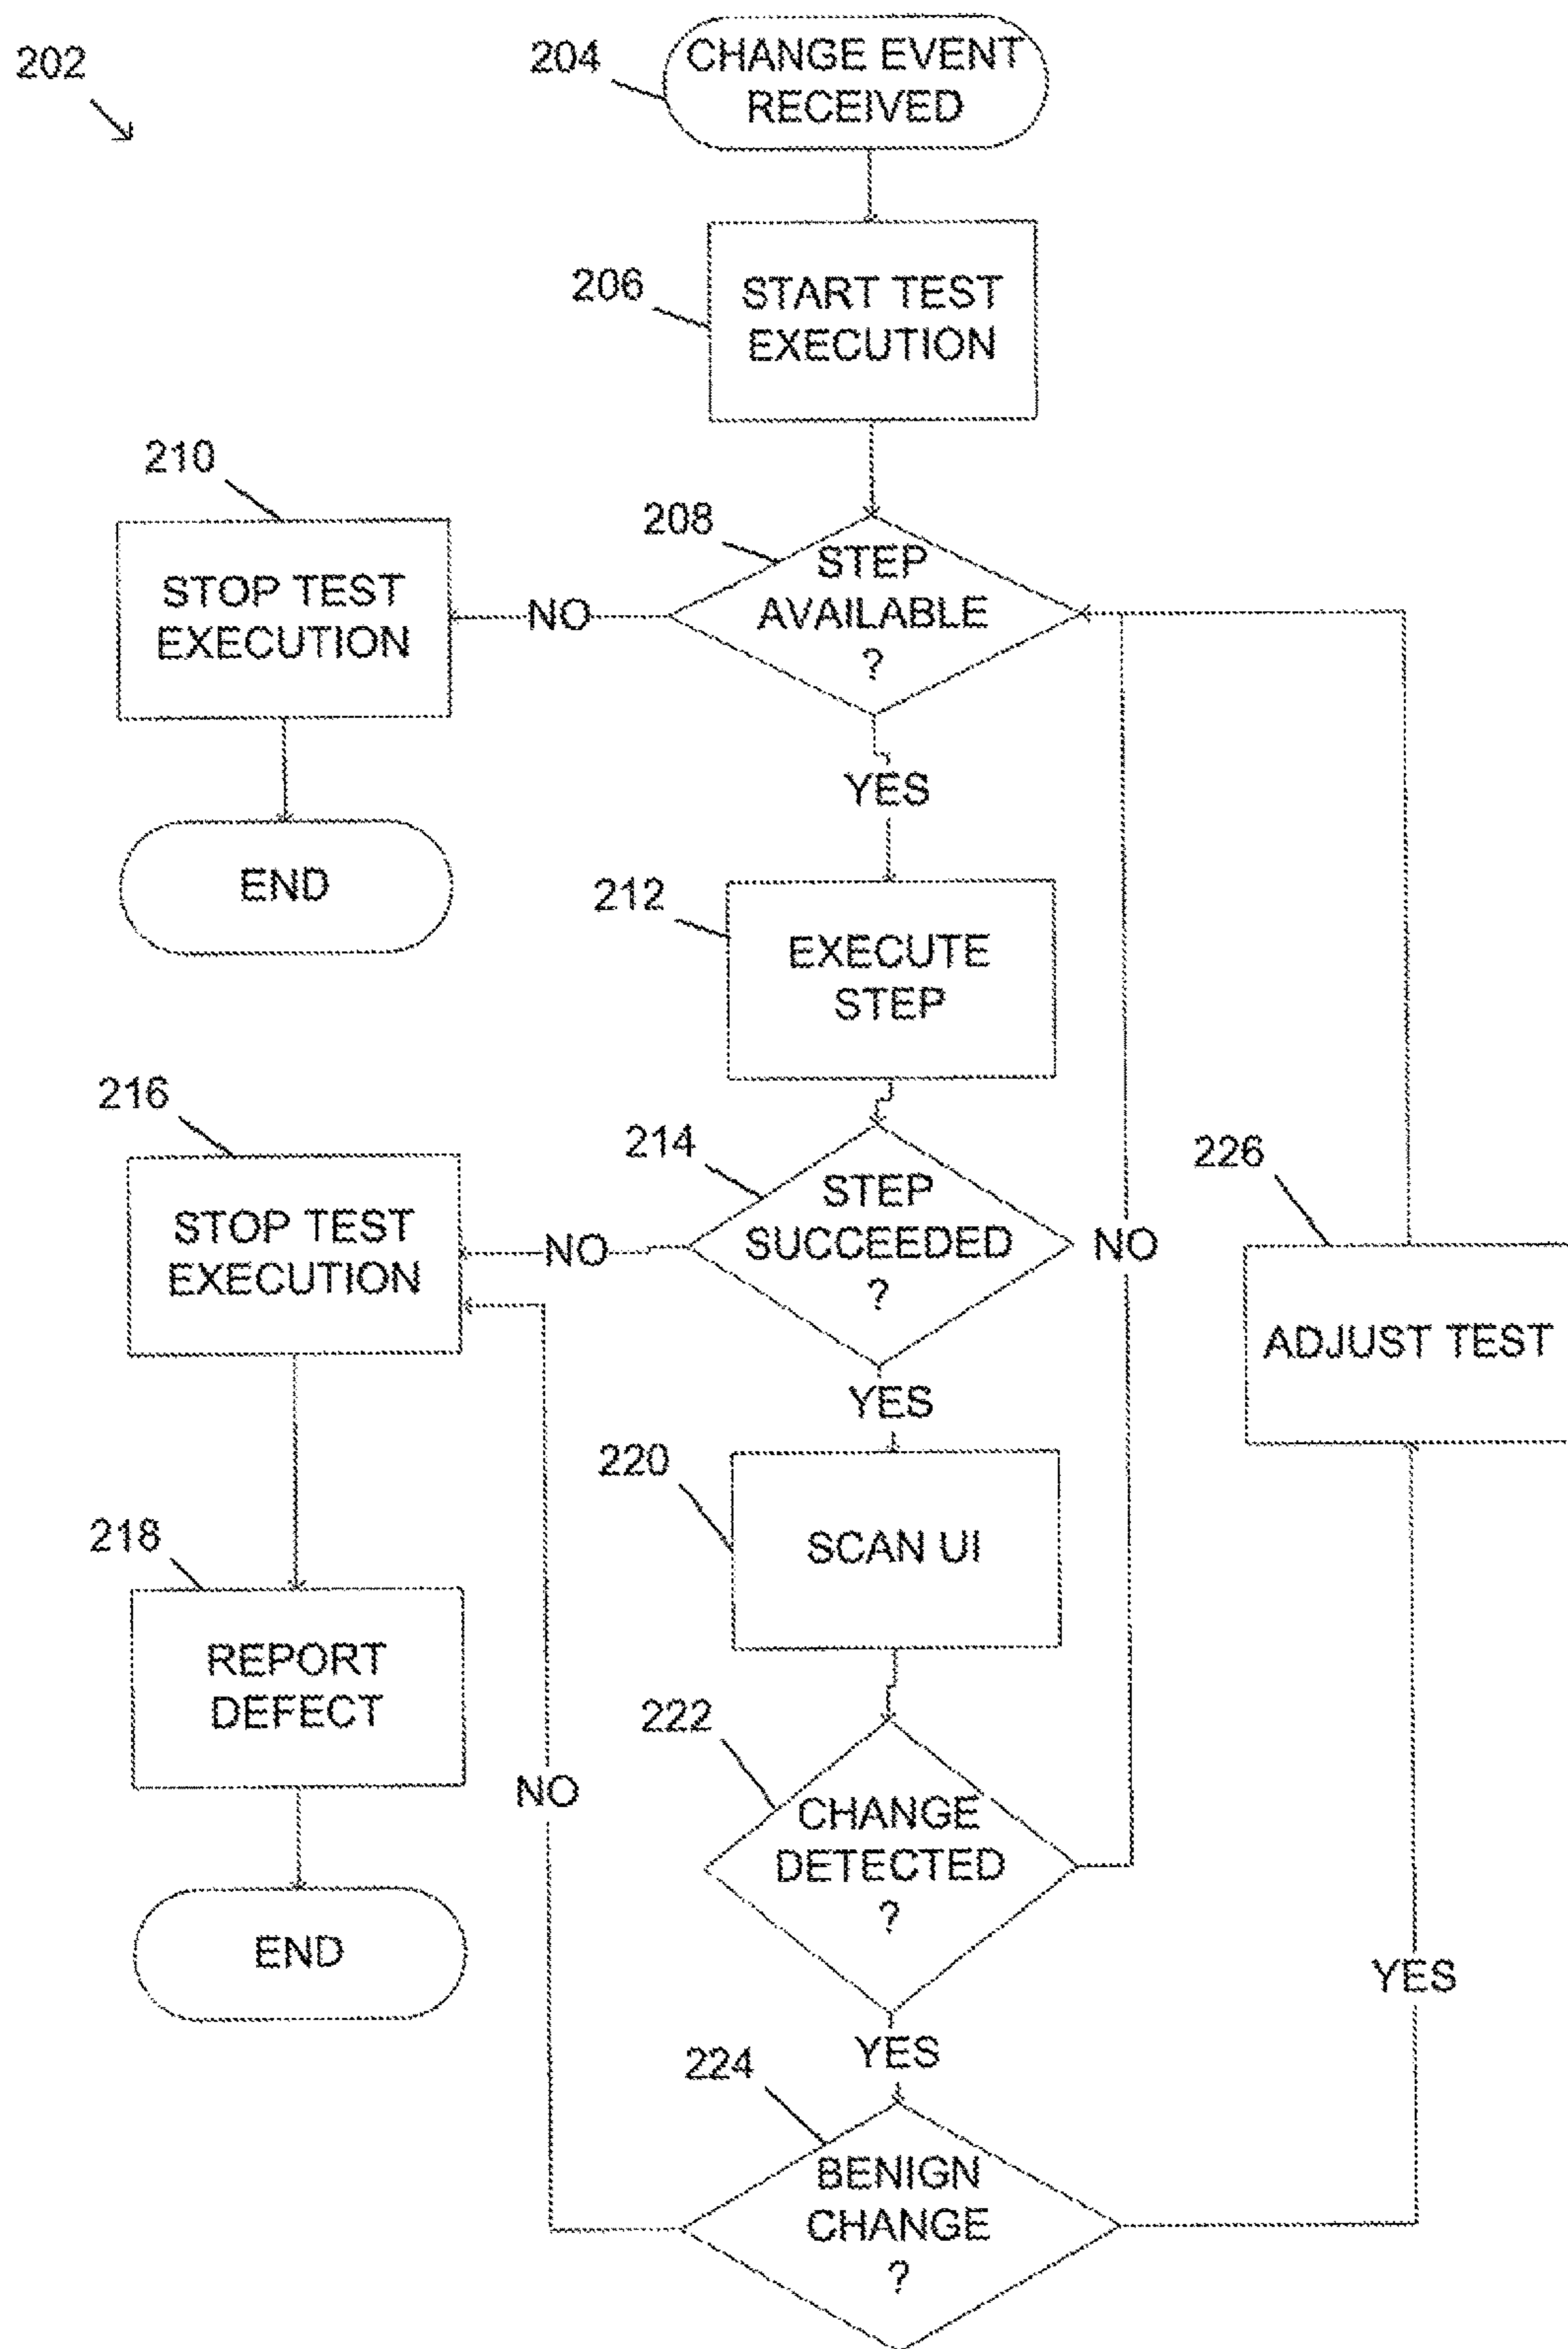 202
204
CHANGE EVENT
RECEIVED
206
START TEST
EXECUTION
210
STOP TEST
EXECUTION
208
STEP
AVAILABLE
?
NO
YES
END
212
EXECUTE
STEP
216
STOP TEST
EXECUTION
214
STEP
SUCCEEDED
?
NO
NO
226
ADJUST TEST
YES
220
SCAN UI
218
REPORT
DEFECT
222
CHANGE
DETECTED
?
NO
END
YES
YES
224
BENIGN
CHANGE
?